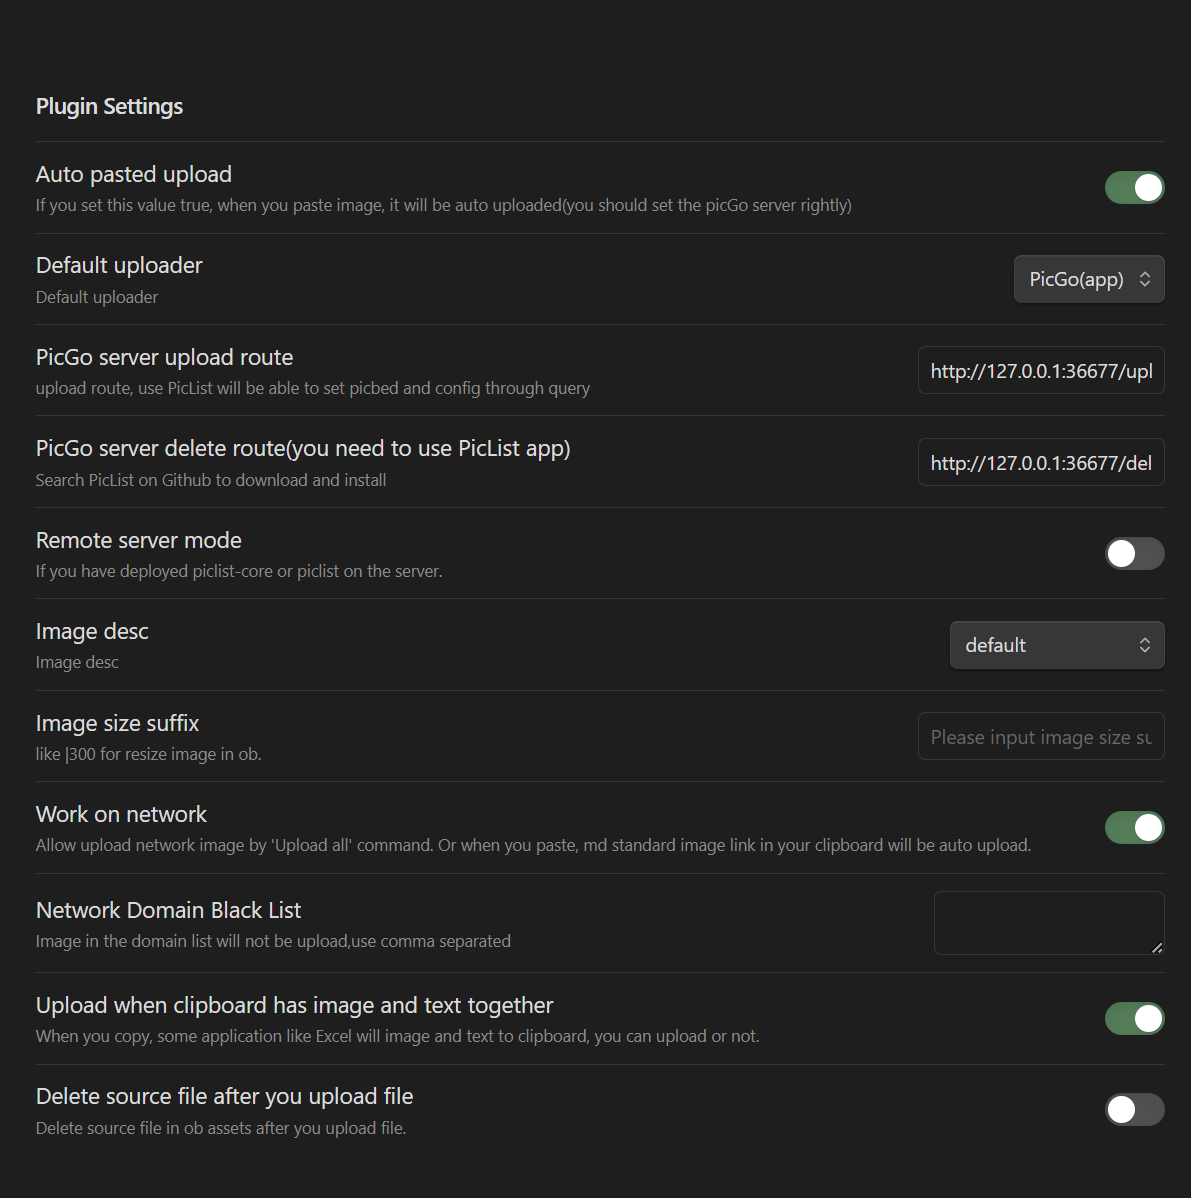 Plugin Settings
Auto pasted upload
If you set this value true, when you paste image, it will be auto uploaded(you should set the picGo server rightly)
Default uploader
Default uploader
PicGo(app)
PicGo server upload route
upload route, use PicList will be able to set picbed and config through query
http://127.0.0.1:36677/upl
PicGo server delete route(you need to use PicList app)
Search PicList on Github to download and install
http://127.0.0.1:36677/del
Remote server mode
If you have deployed piclist-core or piclist on the server.
Image desc
Image desc
default
Image size suffix
like |300 for resize image in ob.
Please input image size su
Work on network
Allow upload network image by 'Upload all' command. Or when you paste, md standard image link in your clipboard will be auto upload.
Network Domain Black List
Image in the domain list will not be upload,use comma separated
Upload when clipboard has image and text together
When you copy, some application like Excel will image and text to clipboard, you can upload or not.
Delete source file after you upload file
Delete source file in ob assets after you upload file.